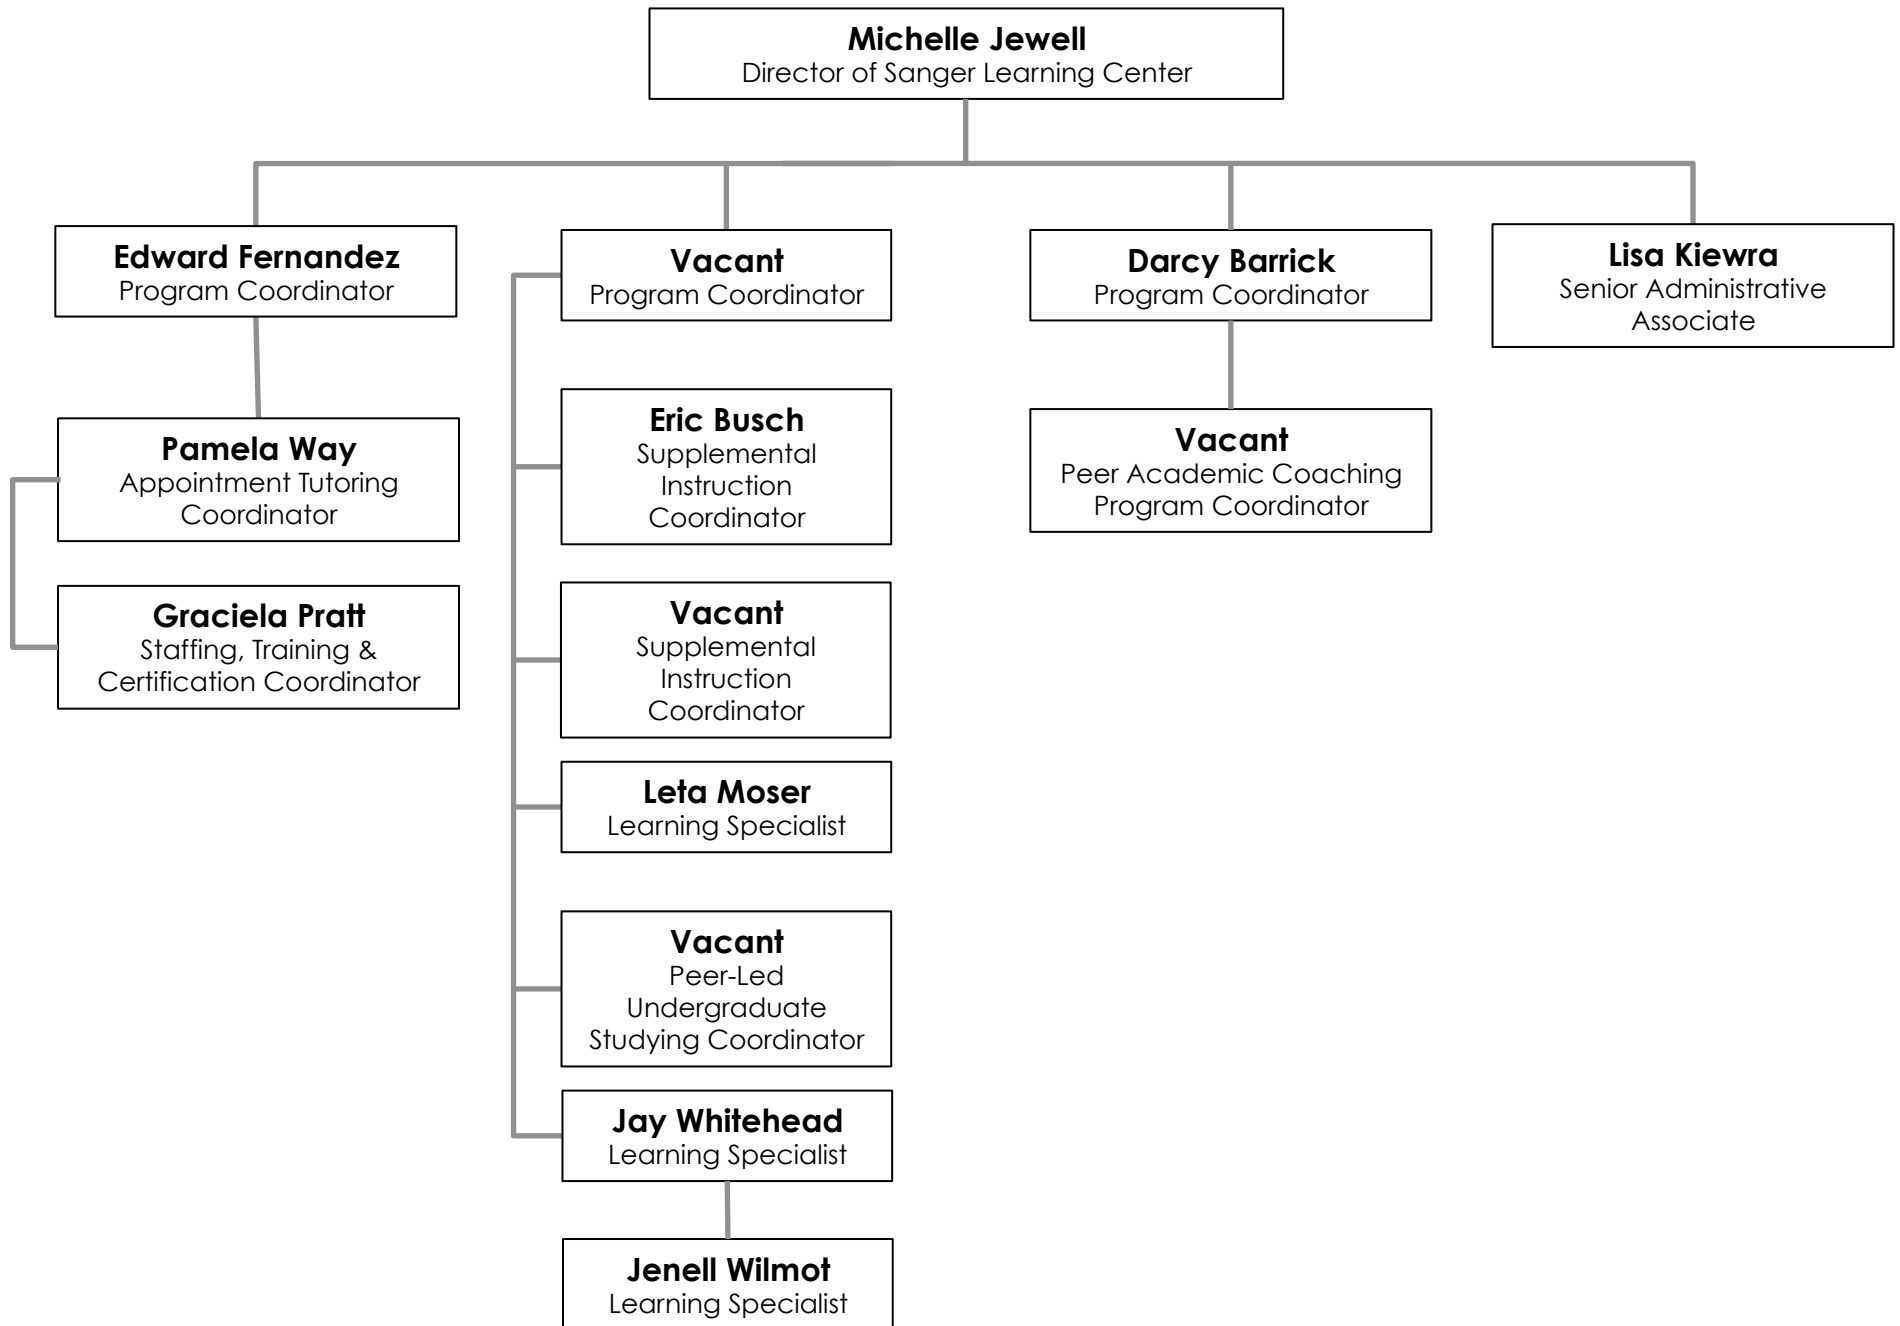 Michelle Jewell
Director of Sanger Learning Center
Edward Fernandez
Program Coordinator
Vacant
Program Coordinator
Darcy Barrick
Program Coordinator
Lisa Kiewra
Senior Administrative
Associate
Pamela Way
Appointment Tutoring
Coordinator
Graciela Pratt
Staffing, Training &
Certification Coordinator
Eric Busch
Supplemental
Instruction
Coordinator
Vacant
Supplemental
Instruction
Coordinator
Leta Moser
Learning Specialist
Vacant
Peer-Led
Undergraduate
Studying Coordinator
Jay Whitehead
Learning Specialist
Jenell Wilmot
Learning Specialist
Vacant
Peer Academic Coaching
Program Coordinator